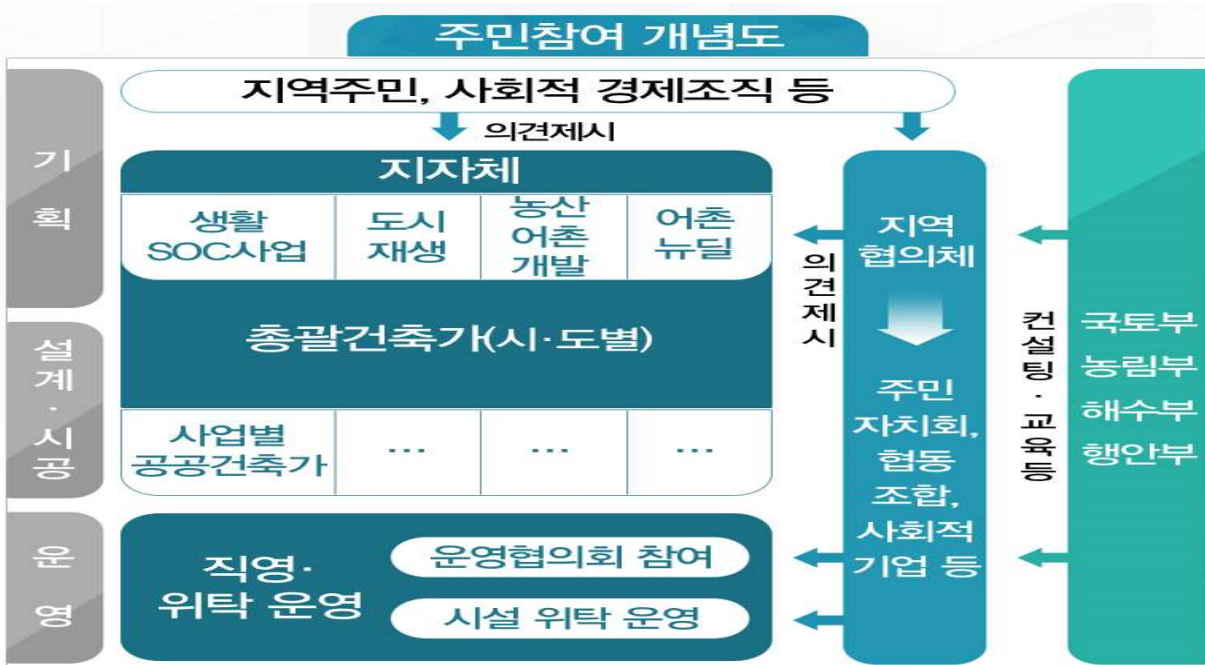 주민참여 개념도
지역주민, 사회적 경제조직 등
의견제시
기
획
지자체
생활
SOC사업
도시
재생
농산
어촌
개발
어촌
뉴딜
총괄건축가(시·도별)
설
계
·
시
공
사업별
공공건축가
...
...
...
운
영
직영·
위탁 운영
운영협의회 참여
시설 위탁 운영
의
견
제
시
지역
협의체
주민
자치회,
협동
조합,
사회적
기업 등
컨
설
팅
·
교
육
등
국토부
농림부
해수부
행안부